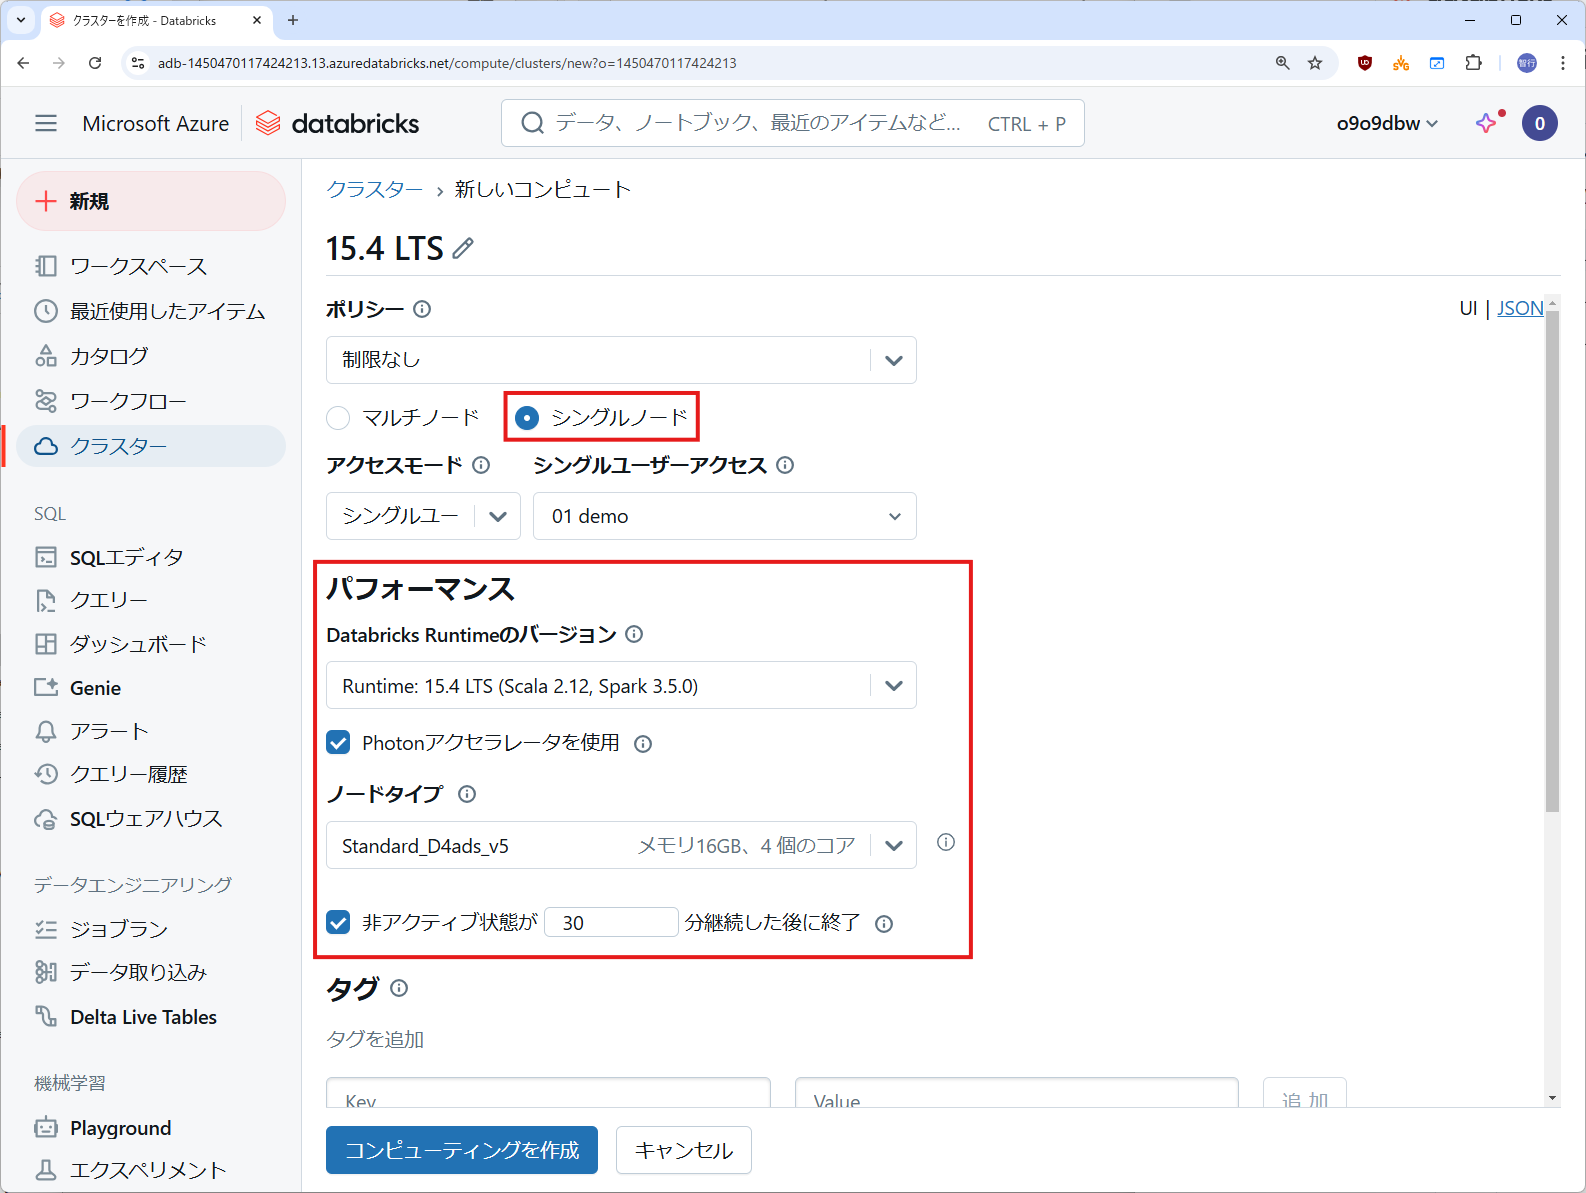 クラスターを作成 - Databricks
adb-1450470117424213.13.azuredatabricks.net/compute/clusters/new?o=1450470117424213
智行
Microsoft Azure
databricks
データ、ノートブック、最近のアイテムなど...
CTRL + P
o9o9dbw
0
新規
ワークスペース
最近使用したアイテム
カタログ
ワークフロー
クラスター
SQL
SQLエディタ
クエリー
ダッシュボード
Genie
アラート
クエリー履歴
SQLウェアハウス
データエンジニアリング
ジョブラン
データ取り込み
Delta Live Tables
機械学習
Playground
エクスペリメント
クラスター › 新しいコンピュート
15.4 LTS
ポリシー
UI | JSON
制限なし
マルチノード シングルノード
アクセスモード シングルユーザーアクセス
シングルユー 01 demo
パフォーマンス
Databricks Runtimeのバージョン
Runtime: 15.4 LTS (Scala 2.12, Spark 3.5.0)
Photonアクセラレータを使用
ノードタイプ
Standard_D4ads_v5 メモリ16GB、4 個のコア
非アクティブ状態が 30 分継続した後に終了
タグ
タグを追加
Key Value 追加
コンピューティングを作成 キャンセル